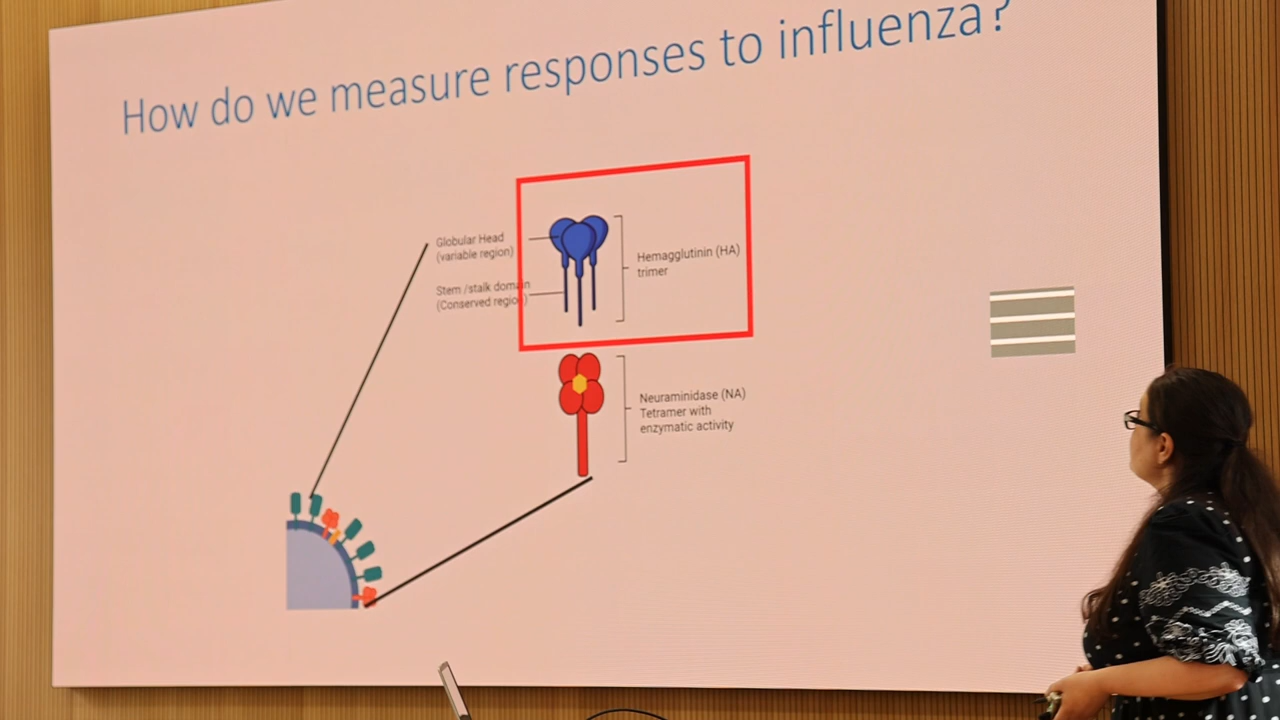 How do we measure responses to influenza?
Globular Head
(variable region)
Stem /stalk domain
(Conserved region)
Hemagglutinin (HA)
trimer
Neuraminidase (NA)
Tetramer with
enzymatic activity